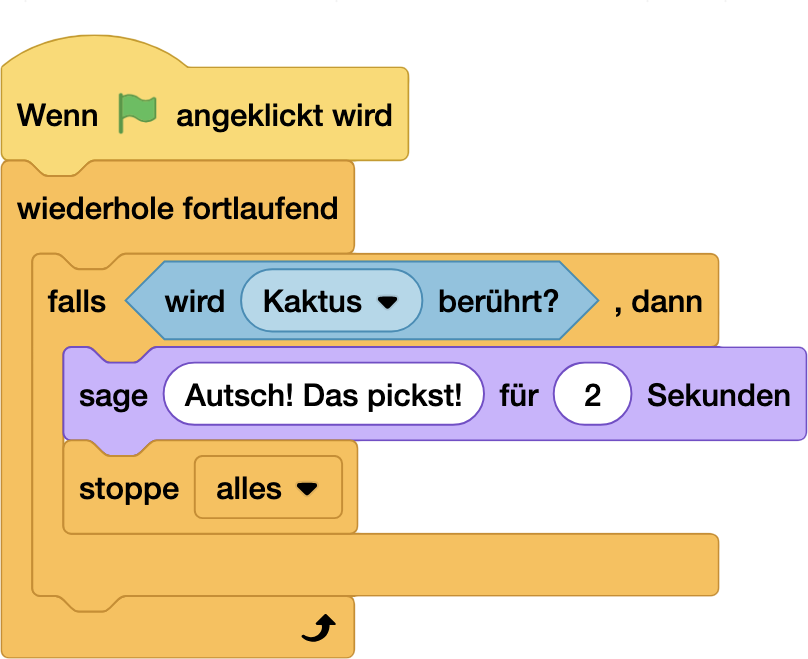 Wenn angeklickt wird
wiederhole fortlaufend
falls wird Kaktus berührt? , dann
sage Autsch! Das pickst! für 2 Sekunden
stoppe alles